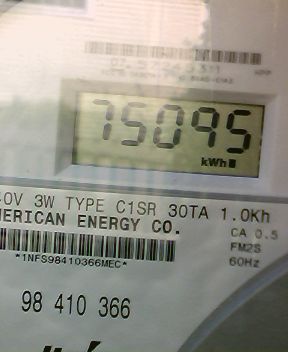 75095
kWh
0V 3W TYPE C1SR 30TA 1.0Kh
MERICAN ENERGY CO.
CA 0.5
FM2S
60Hz
*1NFS98410366MEC*
98 410 366